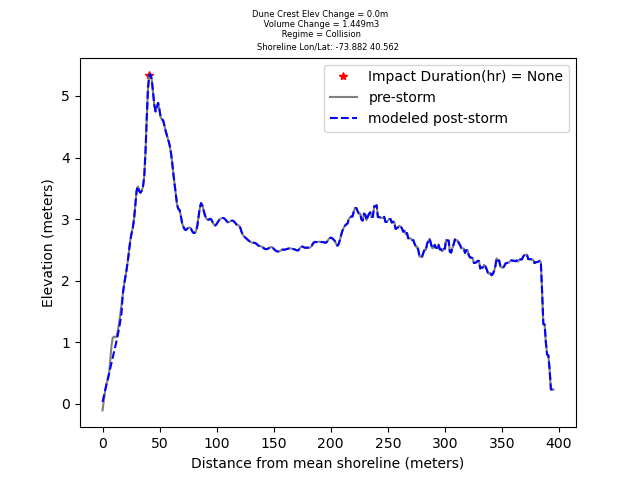 Dune Crest Elev Change = 0.0m
Volume Change = 1.449m3
Regime = Collision
Shoreline Lon/Lat: -73.882 40.562
Impact Duration(hr) = None
pre-storm
modeled post-storm
Elevation (meters)
5
4
3
2
1
0
0 50 100 150 200 250 300 350 400
Distance from mean shoreline (meters)